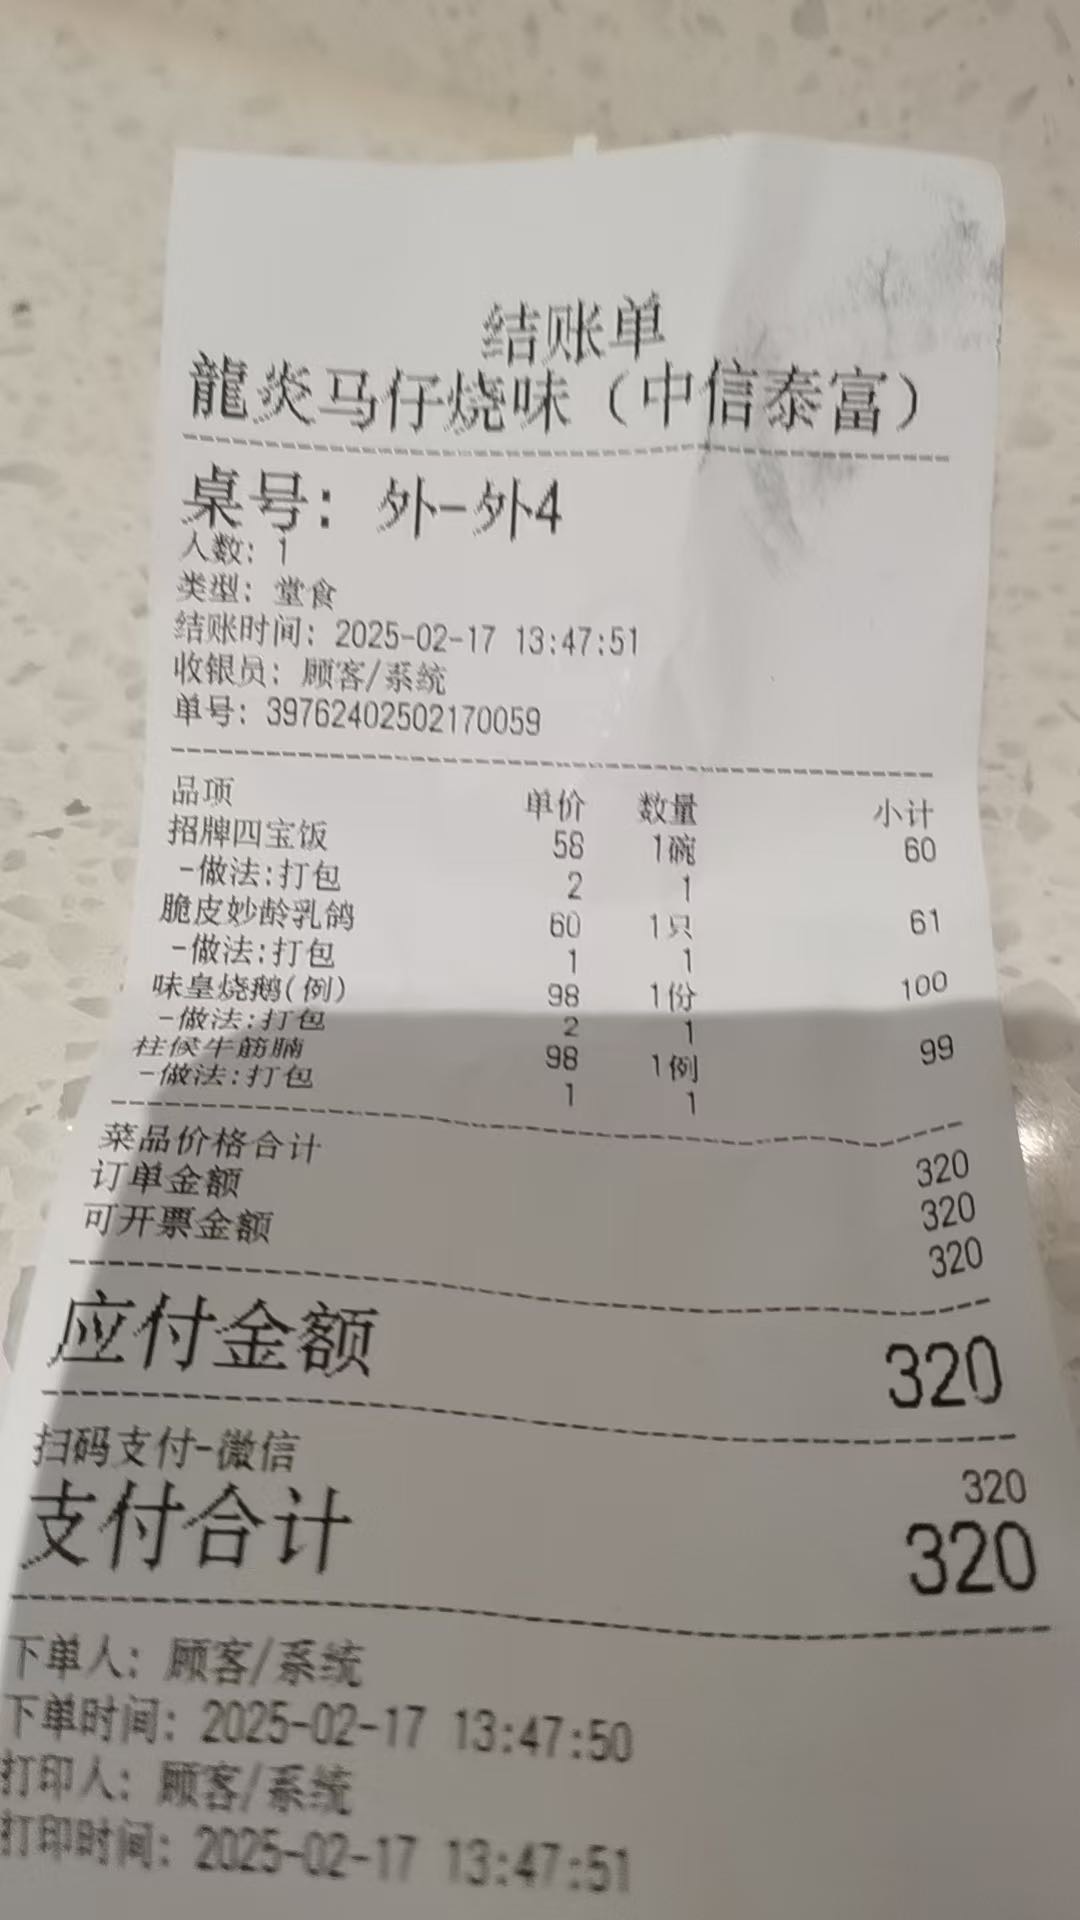 结账单
龍炎马仔烧味（中信泰富）
桌号：外-外4
人数：1
类型：堂食
结账时间：2025-02-17 13:47:51
收银员：顾客/系统
单号：39762402502170059
品项 单价 数量 小计
招牌四宝饭 58 1碗 60
-做法:打包 2 1
脆皮妙龄乳鸽 60 1只 61
-做法:打包 1 1
味皇烧鹅(例) 98 1份 100
-做法:打包 2 1
柱候牛筋腩 98 1例 99
-做法:打包 1 1
菜品价格合计 320
订单金额 320
可开票金额 320
应付金额 320
扫码支付-微信 320
支付合计 320
下单人：顾客/系统
下单时间：2025-02-17 13:47:50
打印人：顾客/系统
打印时间：2025-02-17 13:47:51